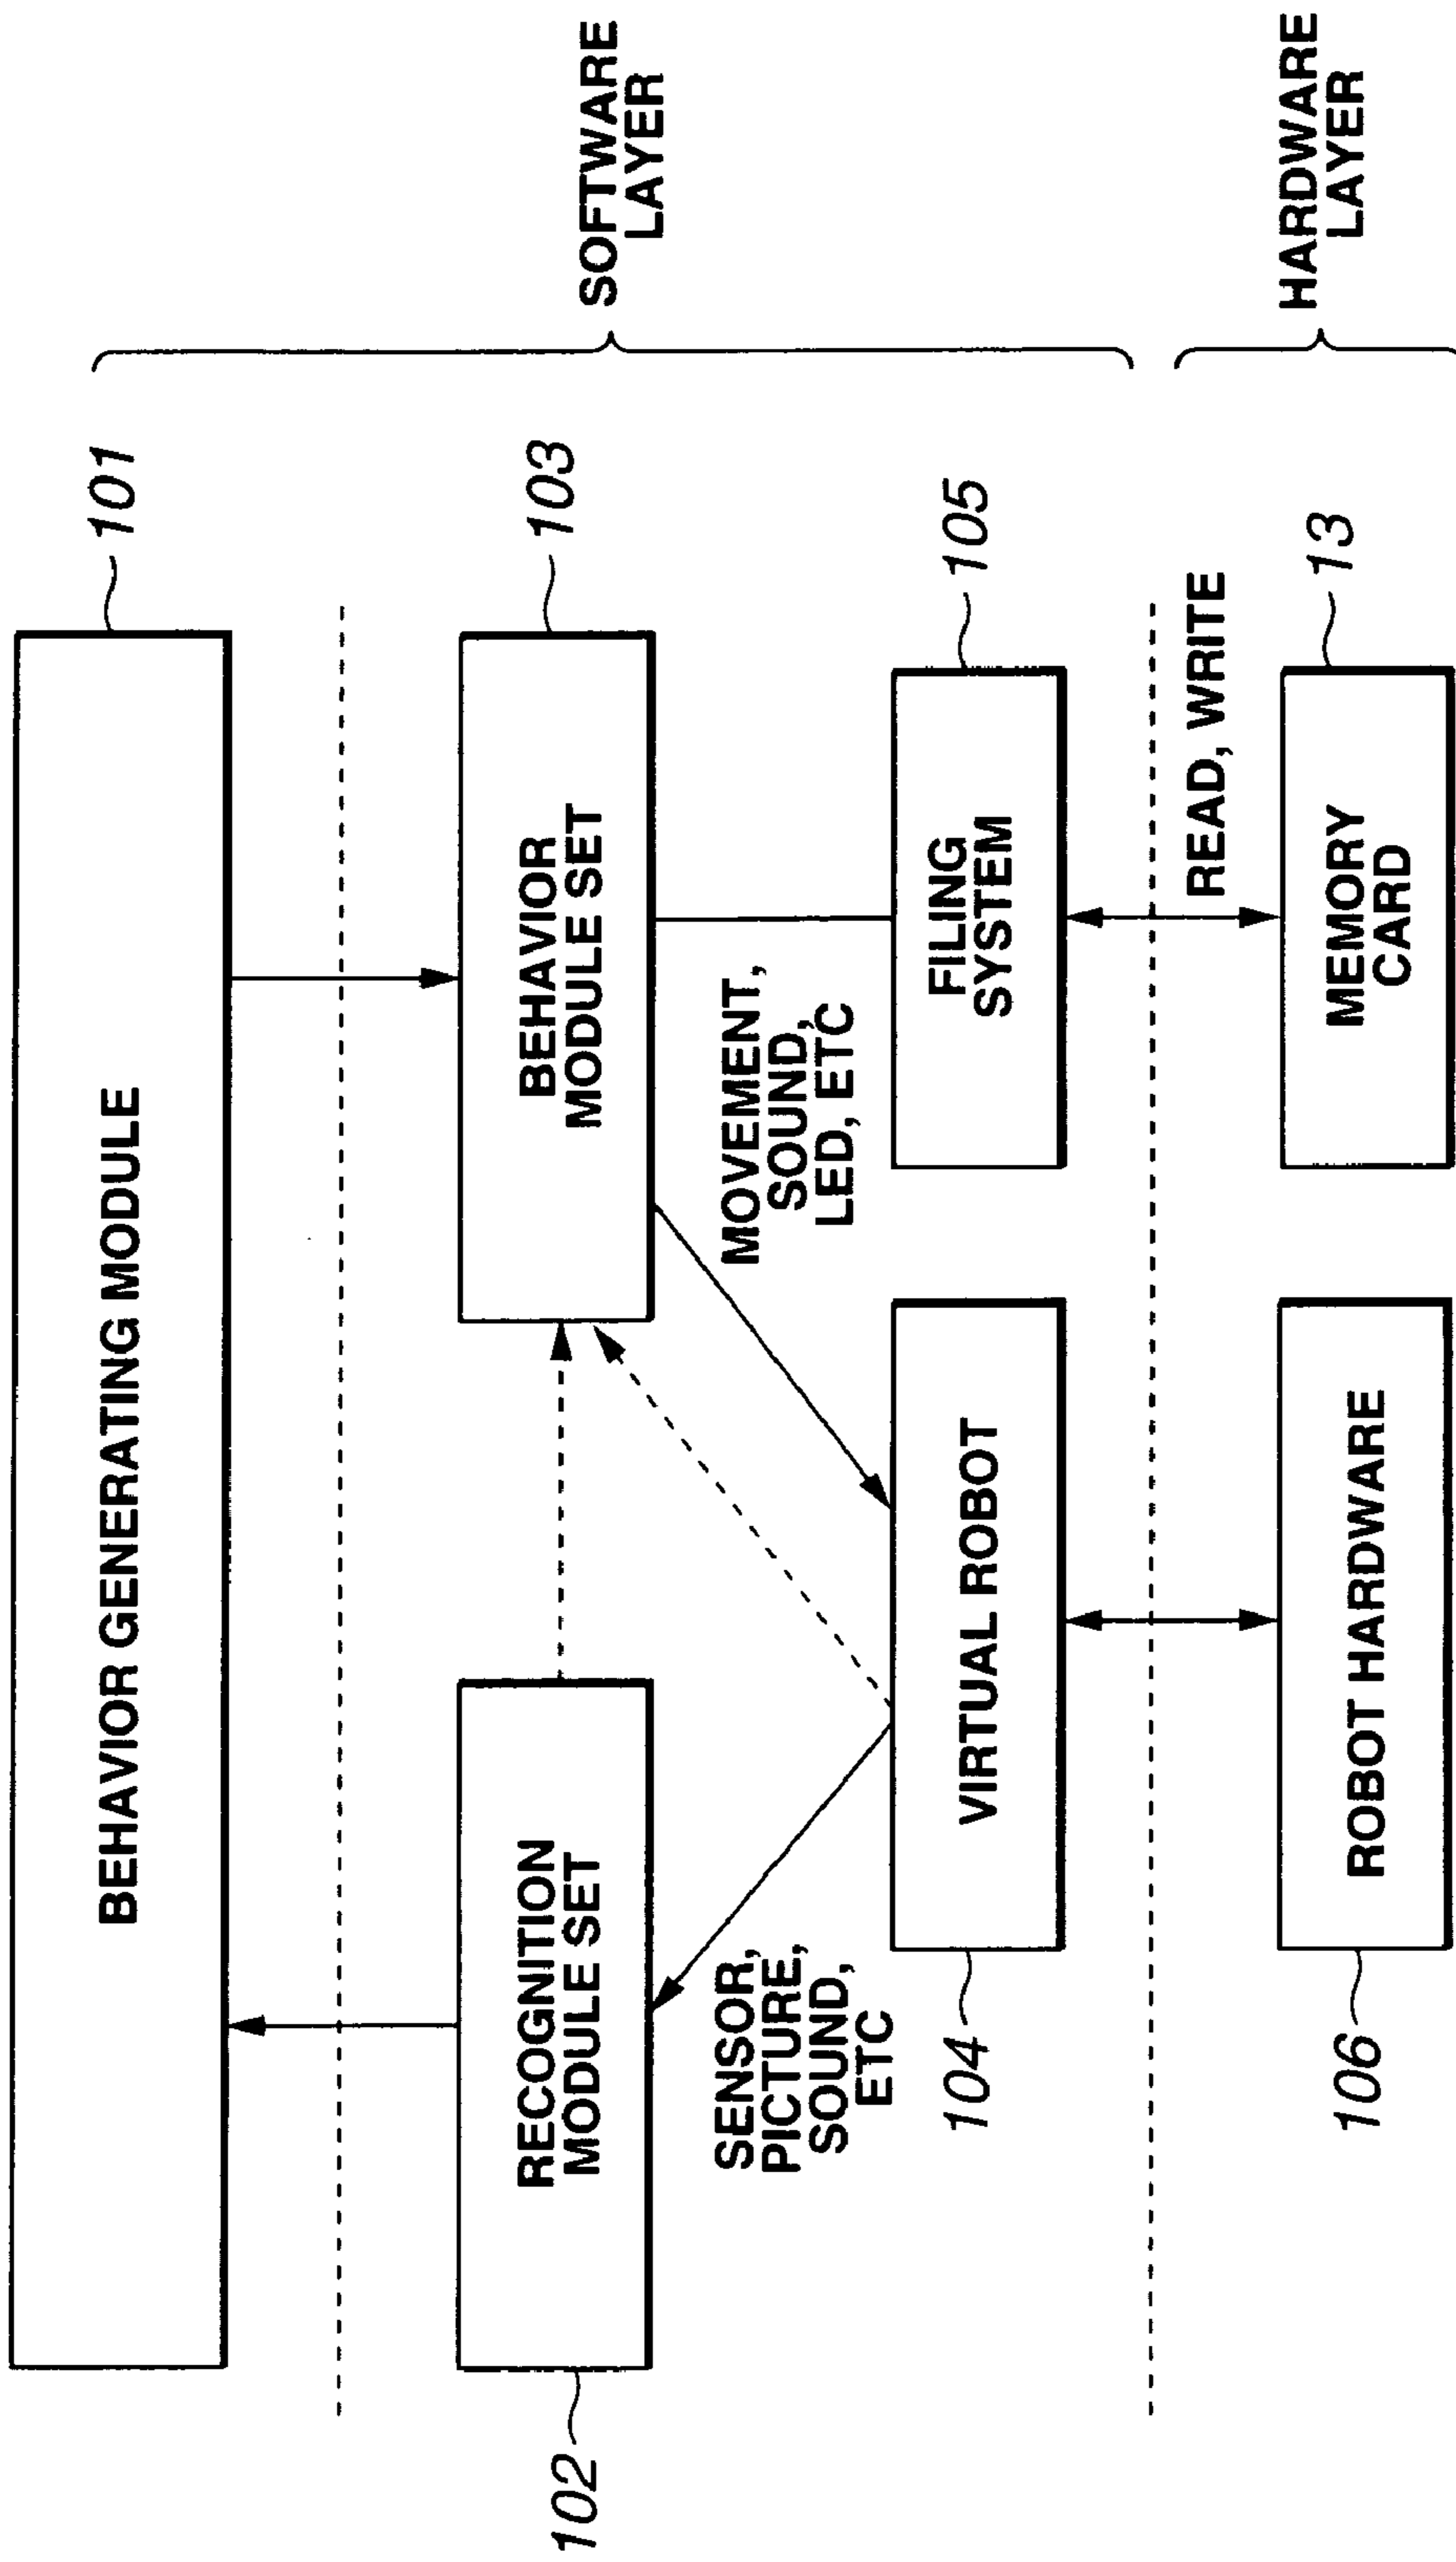 BEHAVIOR GENERATING MODULE
101
SOFTWARE
LAYER
102
RECOGNITION
MODULE SET
BEHAVIOR
MODULE SET
103
SENSOR,
PICTURE,
SOUND,
ETC
MOVEMENT,
SOUND,
LED, ETC
104
VIRTUAL ROBOT
FILING
SYSTEM
105
READ, WRITE
106
ROBOT HARDWARE
MEMORY
CARD
13
HARDWARE
LAYER